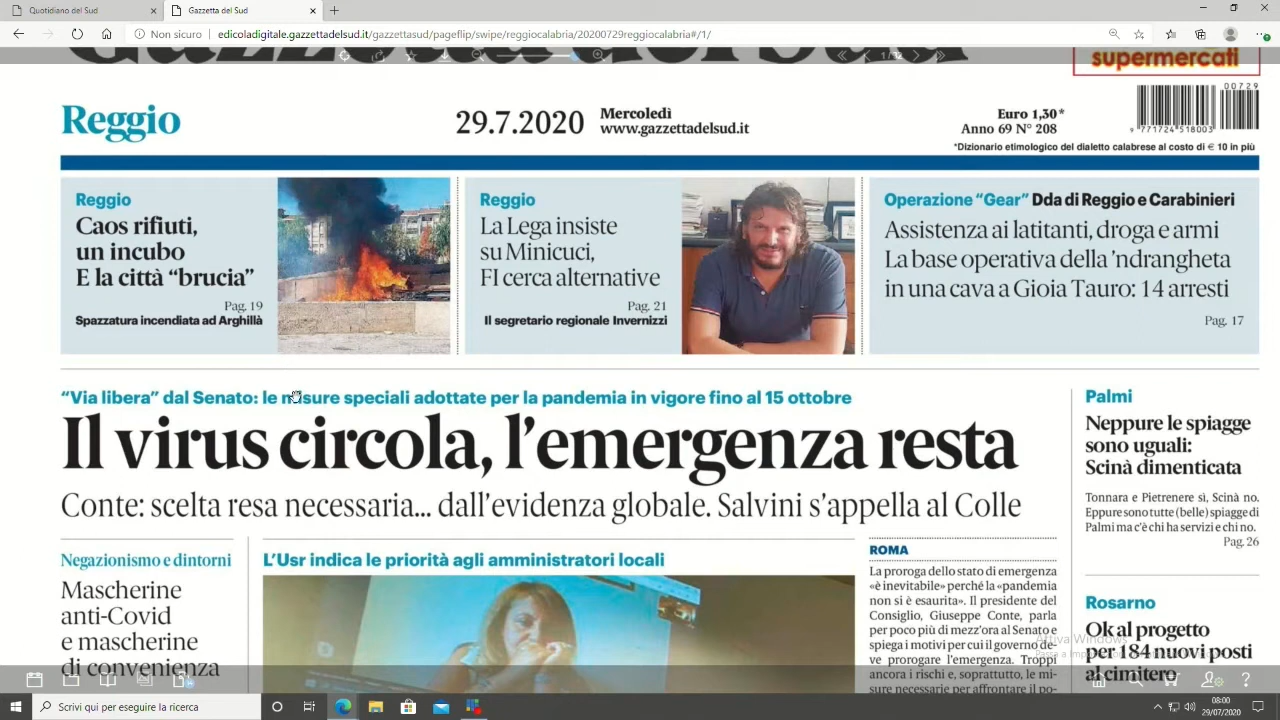 Quotidiano del Sud
Gazzetta del Sud
Non sicuro
edicoladigitale.gazzettadelsud.it/gazzettasud/pageflip/swipe/reggiocalabria/20200729reggiocalabria#/1/
supermercati
Reggio
29.7.2020
Mercoledì
www.gazzettadelsud.it
Euro 1,30*
Anno 69 N° 208
00729
9 771724 518003
*Dizionario etimologico del dialetto calabrese al costo di € 10 in più
Reggio
Caos rifiuti,
un incubo
E la città “brucia”
Pag. 19
Spazzatura incendiata ad Arghillà
Reggio
La Lega insiste
su Minicuci,
FI cerca alternative
Pag. 21
Il segretario regionale Invernizzi
Operazione “Gear” Dda di Reggio e Carabinieri
Assistenza ai latitanti, droga e armi
La base operativa della ’ndrangheta
in una cava a Gioia Tauro: 14 arresti
Pag. 17
“Via libera” dal Senato: le misure speciali adottate per la pandemia in vigore fino al 15 ottobre
Il virus circola, l’emergenza resta
Conte: scelta resa necessaria... dall’evidenza globale. Salvini s’appella al Colle
Negazionismo e dintorni
Mascherine
anti-Covid
e mascherine
di convenienza
L’Usr indica le priorità agli amministratori locali
ROMA
La proroga dello stato di emergenza
«è inevitabile» perché la «pandemia
non si è esaurita». Il presidente del
Consiglio, Giuseppe Conte, parla
per poco più di mezz’ora al Senato e
spiega i motivi per cui il governo de-
ve prorogare l’emergenza. Troppi
ancora i rischi e, soprattutto, le mi-
sure necessarie per affrontare il po-
Palmi
Neppure le spiagge
sono uguali:
Scinà dimenticata
Tonnara e Pietrenere sì, Scinà no.
Eppure sono tutte (belle) spiagge di
Palmi ma c’è chi ha servizi e chi no.
Pag. 26
Rosarno
Ok al progetto
per 184 nuovi posti
al cimitero
Attiva Windows
Scrivi qui per eseguire la ricerca
08:00
29/07/2020